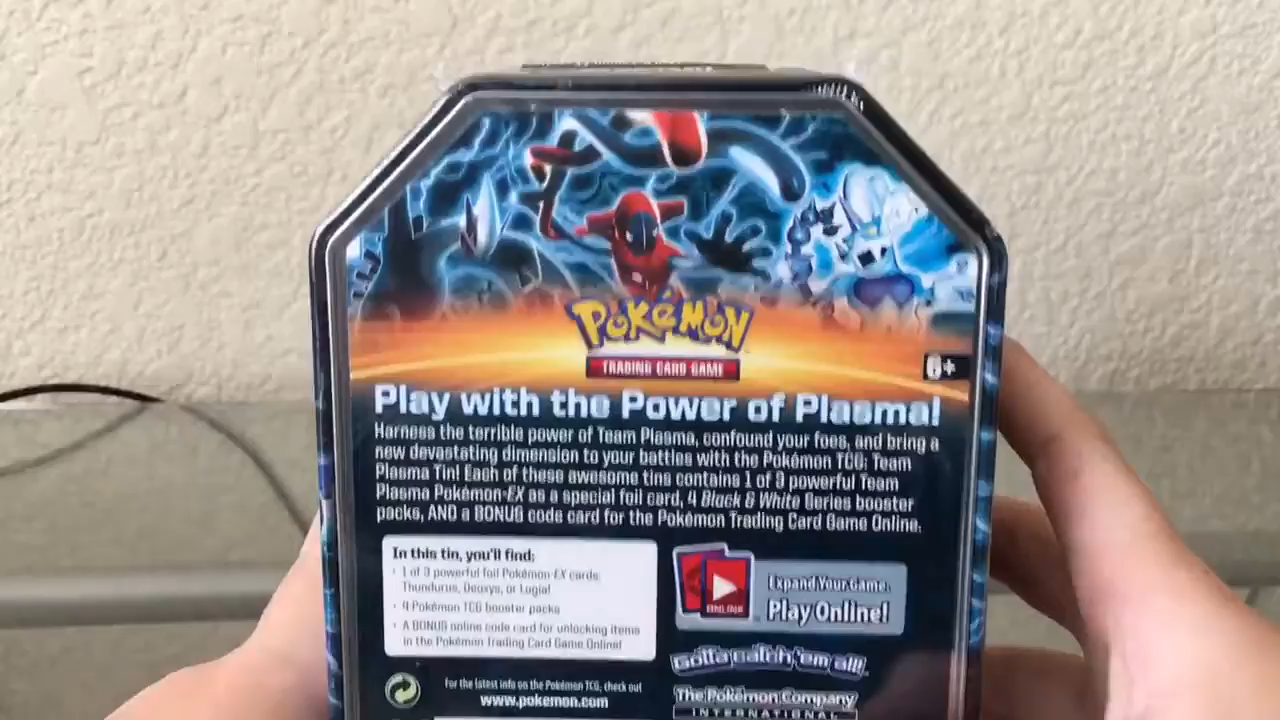 POKéMON
TRADING CARD GAME
6+
Play with the Power of Plasma!
Harness the terrible power of Team Plasma, confound your foes, and bring a
new devastating dimension to your battles with the Pokémon TCG: Team
Plasma Tin! Each of these awesome tins contains 1 of 3 powerful Team
Plasma Pokémon-EX as a special foil card, 4 Black & White Series booster
packs, AND a BONUS code card for the Pokémon Trading Card Game Online.
In this tin, you'll find:
• 1 of 3 powerful foil Pokémon-EX cards:
Thundurus, Deoxys, or Lugia!
• 4 Pokémon TCG booster packs
• A BONUS online code card for unlocking items
in the Pokémon Trading Card Game Online!
Expand Your Game.
Play Online!
Gotta catch 'em all!
For the latest info on the Pokémon TCG, check out
www.pokemon.com
The Pokémon Company
INTERNATIONAL